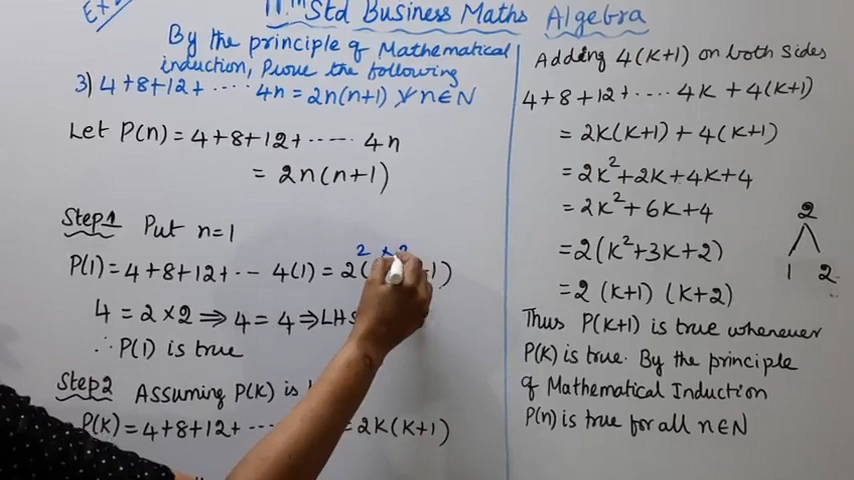 11th Std Business Maths Algebra
By the principle of Mathematical
induction, Prove the following
3) 4+8+12+ ..... 4n = 2n(n+1) ∀ n∈N
Let P(n) = 4+8+12+ ...... 4n
= 2n(n+1)
Step1 Put n=1
P(1) = 4+8+12+ ... 4(1) = 2( 1)
2 × 2
4 = 2×2 ⇒ 4 = 4 ⇒ LHS
∴ P(1) is true
Step2 Assuming P(K) is
P(K) = 4+8+12+ ... = 2K(K+1)
Adding 4(K+1) on both sides
4+8+12+ ..... 4K + 4(K+1)
= 2K(K+1) + 4(K+1)
= 2K²+2K+4K+4
= 2K²+6K+4
= 2(K²+3K+2)
2
1 2
= 2 (K+1) (K+2)
Thus P(K+1) is true whenever
P(K) is true. By the principle
of Mathematical Induction
P(n) is true for all n∈N